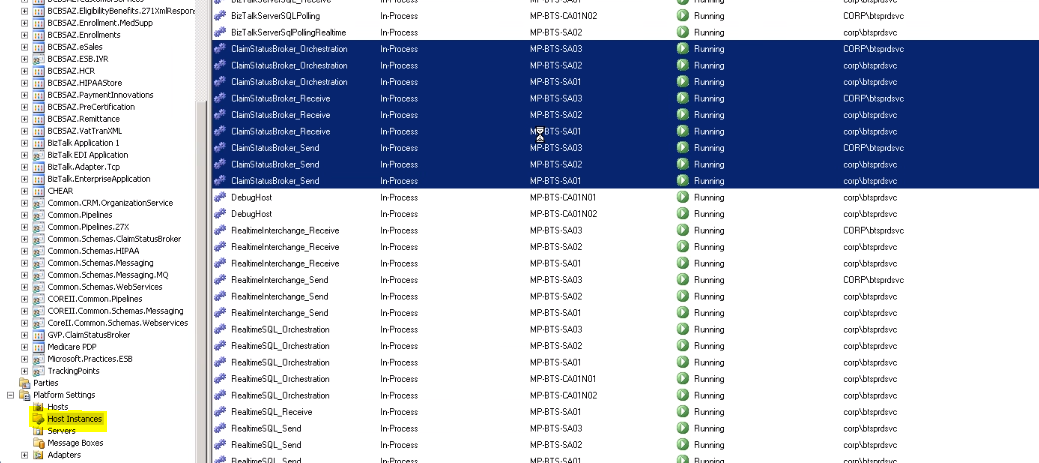 BCBSAZ.EligibilityBenefits.271XmlRespon
BCBSAZ.Enrollment.MedSupp
BCBSAZ.Enrollments
BCBSAZ.eSales
BCBSAZ.ESB.IVR
BCBSAZ.HCR
BCBSAZ.HIPAAStore
BCBSAZ.PaymentInnovations
BCBSAZ.PreCertification
BCBSAZ.Remittance
BCBSAZ.VatTranXML
BizTalk Application 1
BizTalk EDI Application
BizTalk.Adapter.Tcp
BizTalk.EnterpriseApplication
CHEAR
Common.CRM.OrganizationService
Common.Pipelines
Common.Pipelines.27X
Common.Schemas.ClaimStatusBroker
Common.Schemas.HIPAA
Common.Schemas.Messaging
Common.Schemas.Messaging.MQ
Common.Schemas.WebServices
COREII.Common.Pipelines
COREII.Common.Schemas.Messaging
CoreII.Common.Schemas.Webservices
GVP.ClaimStatusBroker
Medicare PDP
Microsoft.Practices.ESB
TrackingPoints
Parties
Platform Settings
Hosts
Host Instances
Servers
Message Boxes
Adapters
BizTalkServerSQLPolling In-Process MP-BTS-CA01N02 Running CORP\btsprdsvc
BizTalkServerSqlPollingRealtime In-Process MP-BTS-SA02 Running corp\btsprdsvc
ClaimStatusBroker_Orchestration In-Process MP-BTS-SA03 Running CORP\btsprdsvc
ClaimStatusBroker_Orchestration In-Process MP-BTS-SA02 Running corp\btsprdsvc
ClaimStatusBroker_Orchestration In-Process MP-BTS-SA01 Running corp\btsprdsvc
ClaimStatusBroker_Receive In-Process MP-BTS-SA03 Running CORP\btsprdsvc
ClaimStatusBroker_Receive In-Process MP-BTS-SA02 Running corp\btsprdsvc
ClaimStatusBroker_Receive In-Process MP-BTS-SA01 Running corp\btsprdsvc
ClaimStatusBroker_Send In-Process MP-BTS-SA03 Running CORP\btsprdsvc
ClaimStatusBroker_Send In-Process MP-BTS-SA02 Running corp\btsprdsvc
ClaimStatusBroker_Send In-Process MP-BTS-SA01 Running corp\btsprdsvc
DebugHost In-Process MP-BTS-CA01N01 Running corp\btsprdsvc
DebugHost In-Process MP-BTS-CA01N02 Running corp\btsprdsvc
RealtimeInterchange_Receive In-Process MP-BTS-SA03 Running CORP\btsprdsvc
RealtimeInterchange_Receive In-Process MP-BTS-SA02 Running corp\btsprdsvc
RealtimeInterchange_Receive In-Process MP-BTS-SA01 Running corp\btsprdsvc
RealtimeInterchange_Send In-Process MP-BTS-SA03 Running CORP\btsprdsvc
RealtimeInterchange_Send In-Process MP-BTS-SA02 Running corp\btsprdsvc
RealtimeInterchange_Send In-Process MP-BTS-SA01 Running corp\btsprdsvc
RealtimeSQL_Orchestration In-Process MP-BTS-SA03 Running corp\btsprdsvc
RealtimeSQL_Orchestration In-Process MP-BTS-SA02 Running corp\btsprdsvc
RealtimeSQL_Orchestration In-Process MP-BTS-SA01 Running corp\btsprdsvc
RealtimeSQL_Orchestration In-Process MP-BTS-CA01N01 Running corp\btsprdsvc
RealtimeSQL_Orchestration In-Process MP-BTS-CA01N02 Running corp\btsprdsvc
RealtimeSQL_Receive In-Process MP-BTS-SA01 Running corp\btsprdsvc
RealtimeSQL_Send In-Process MP-BTS-SA03 Running corp\btsprdsvc
RealtimeSQL_Send In-Process MP-BTS-SA02 Running corp\btsprdsvc
RealtimeSQL_Send In-Process MP-BTS-SA01 Running corp\btsprdsvc